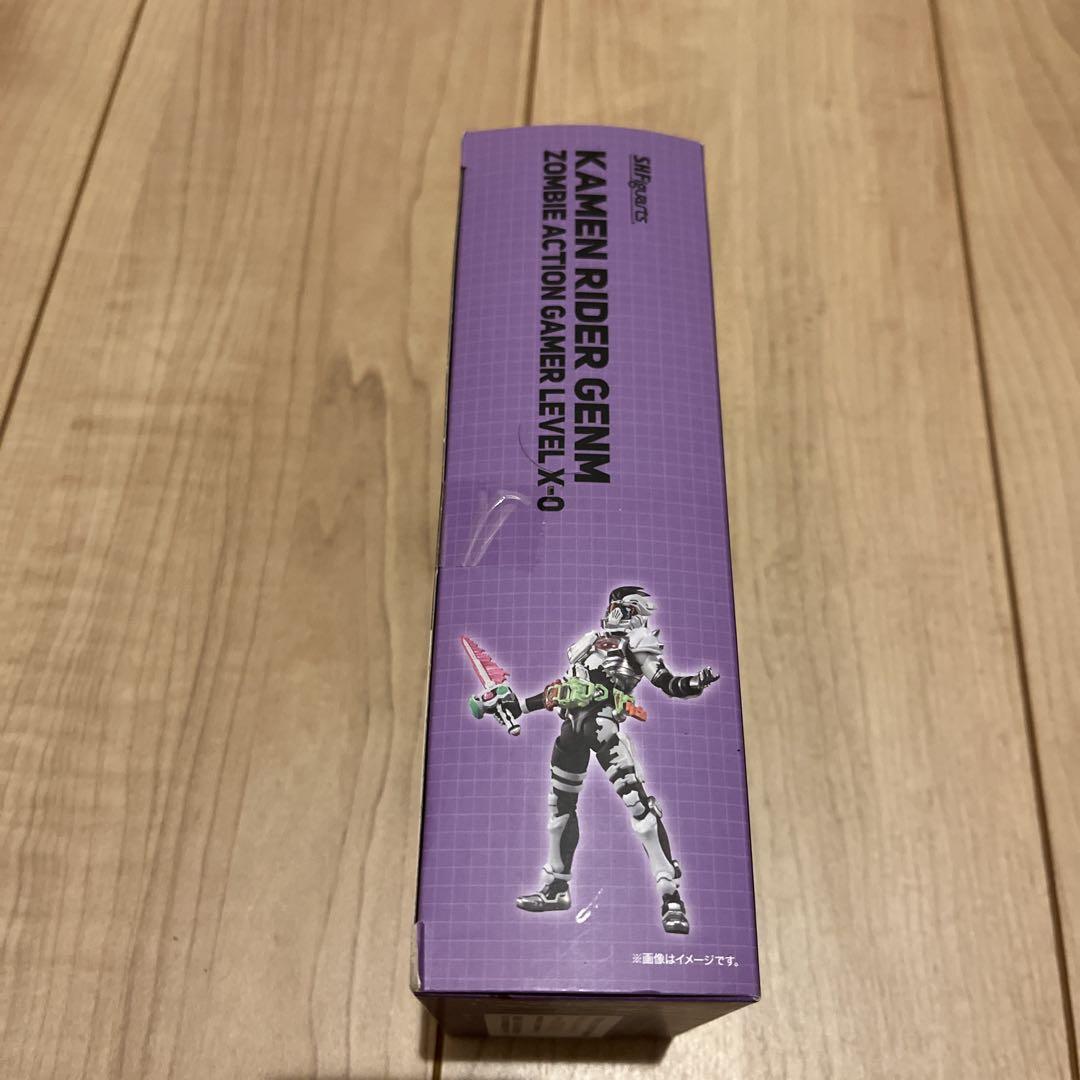 S.H.Figuarts
KAMEN RIDER GENM
ZOMBIE ACTION GAMER LEVEL X-0
※画像はイメージです。